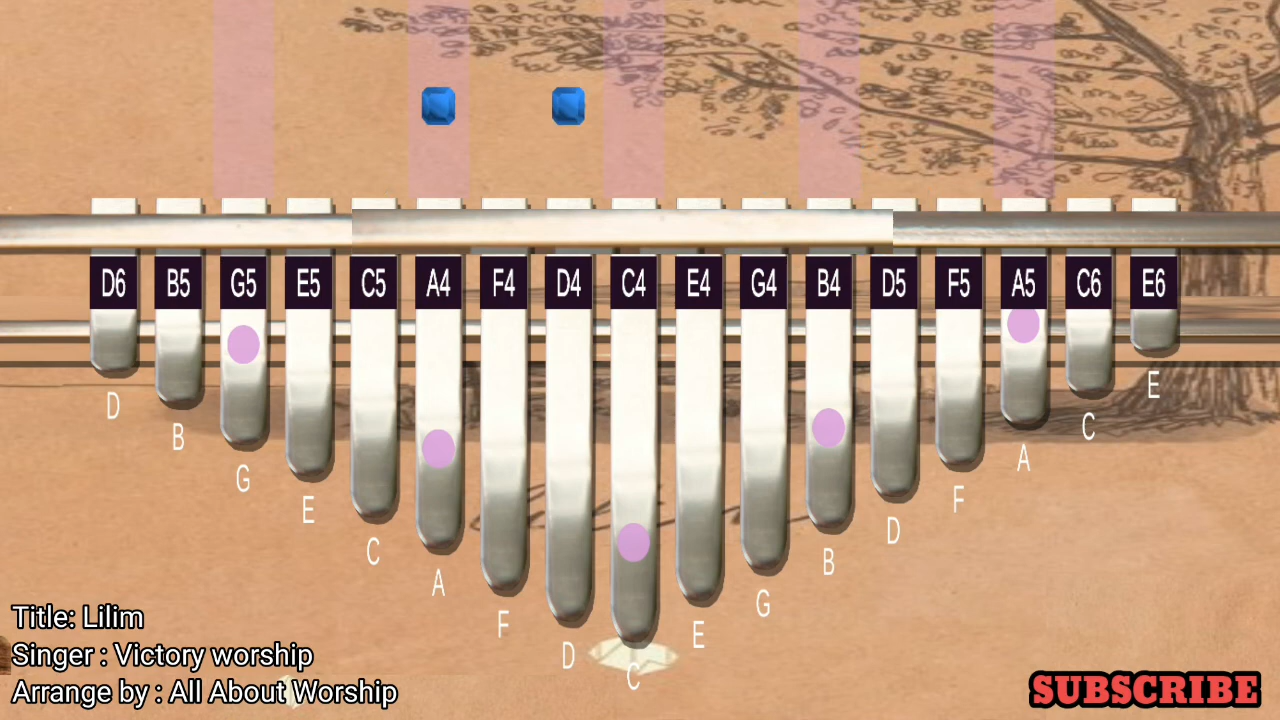 D6 B5 G5 E5 C5 A4 F4 D4 C4 E4 G4 B4 D5 F5 A5 C6 E6
D B G E C A F D C E G B D F A C E
Title: Lilim
Singer : Victory worship
Arrange by : All About Worship
SUBSCRIBE